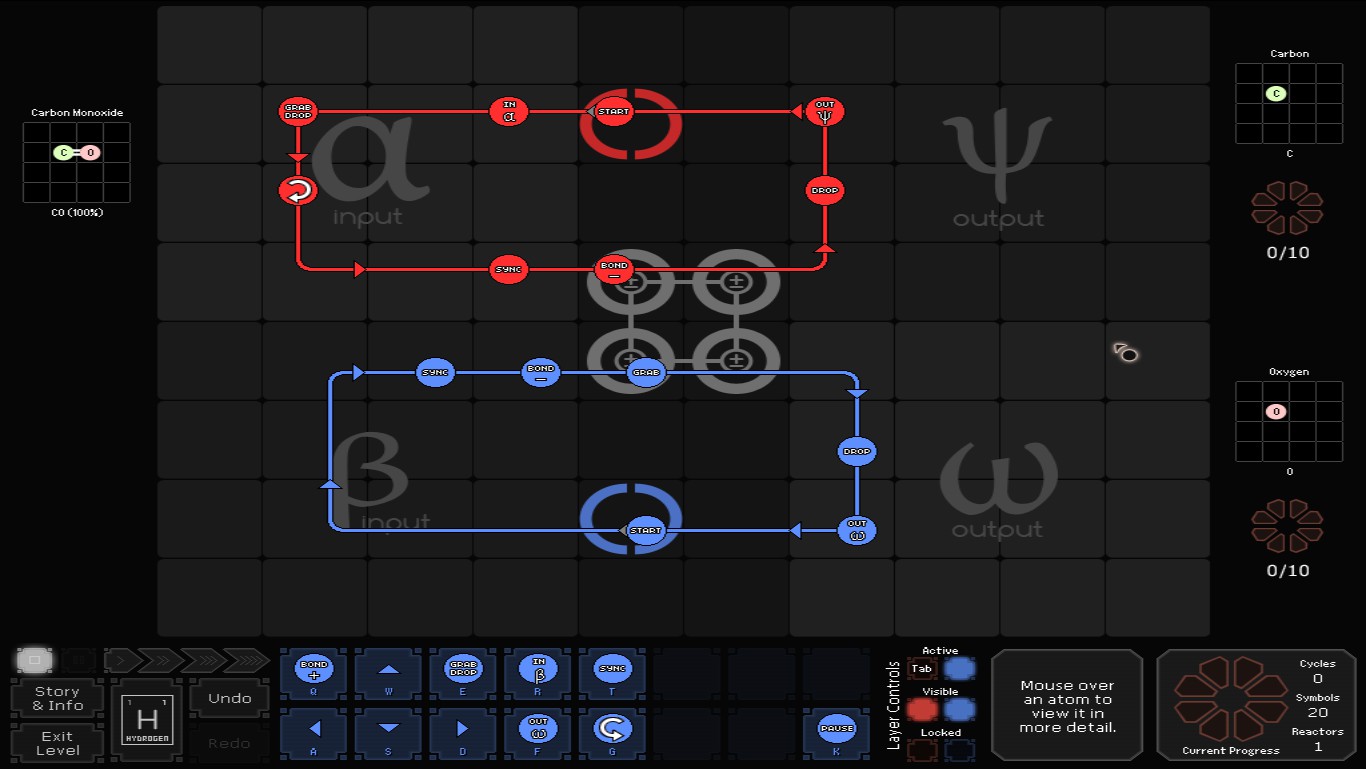 Carbon Monoxide
C=O
CO (100%)
α
input
β
input
ψ
output
ω
output
GRAB
DROP
IN
α
START
OUT
ψ
DROP
SYNC
BOND
−
±
±
±
±
SYNC
BOND
−
GRAB
DROP
START
OUT
ω
Carbon
C
C
0/10
Oxygen
O
O
0/10
Story
& Info
Exit
Level
1 1
H
HYDROGEN
Undo
Redo
BOND
+
Q
W
GRAB
DROP
E
IN
β
R
SYNC
T
A
S
D
OUT
ω
F
G
PAUSE
K
Layer Controls
Active
Tab
Visible
Locked
Mouse over
an atom to
view it in
more detail.
Cycles
0
Symbols
20
Reactors
1
Current Progress